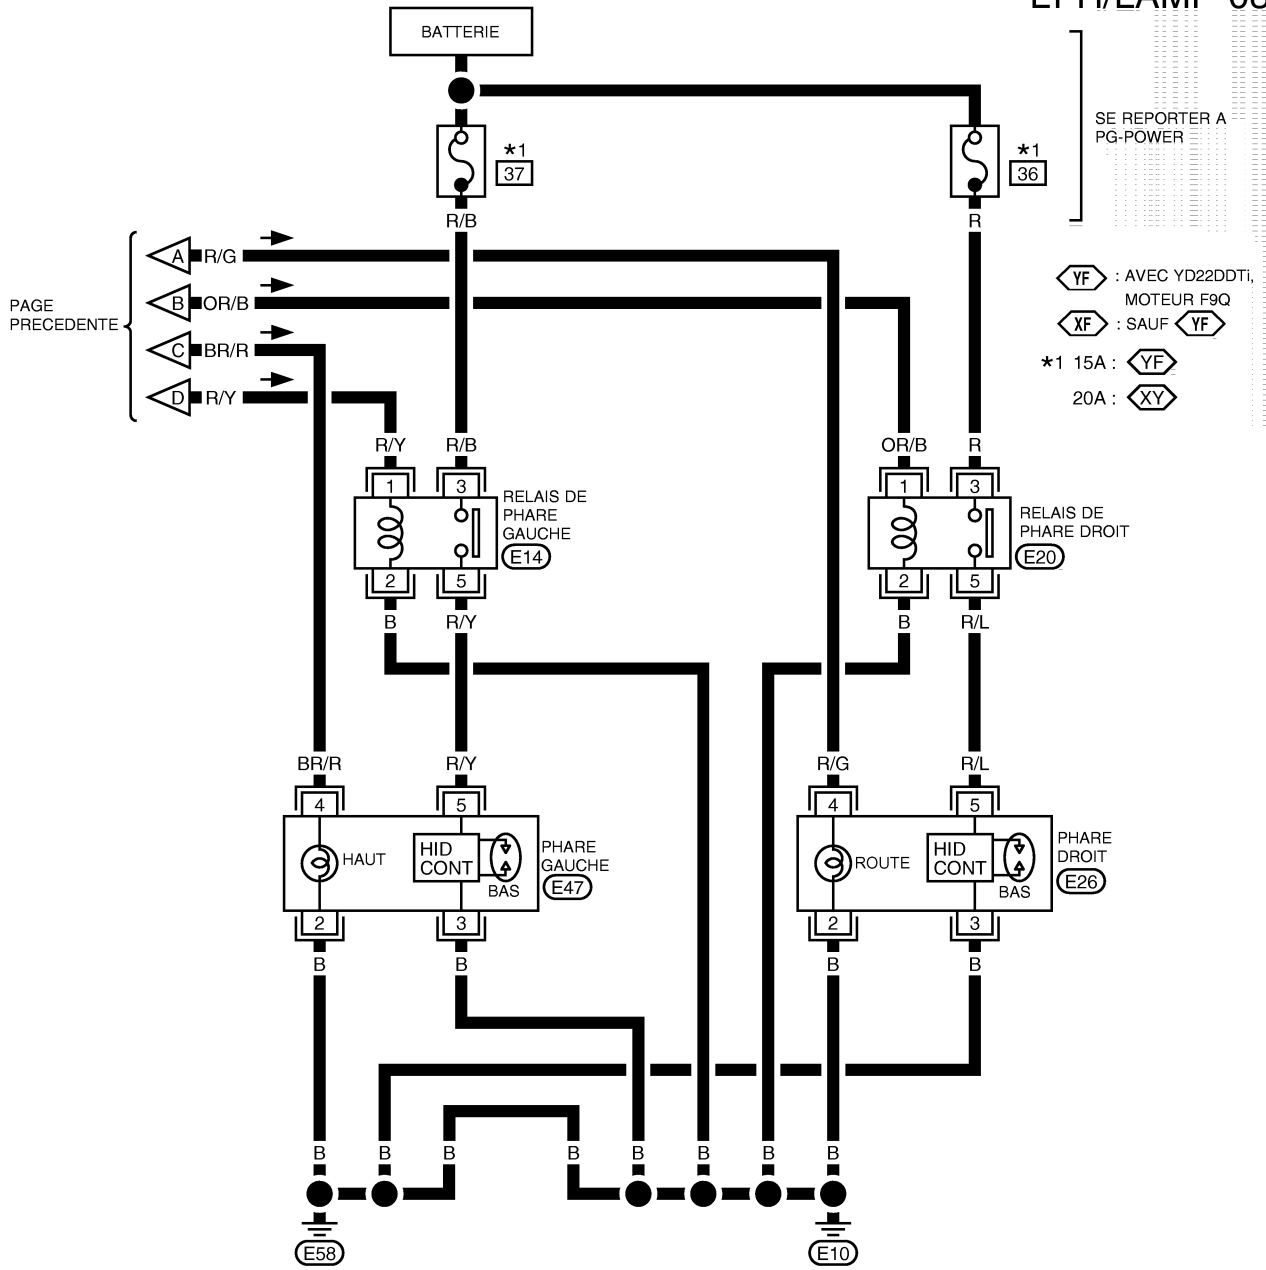 BATTERIE
*1
37
*1
36
SE REPORTER A
PG-POWER
R/B
R
A R/G
B OR/B
C BR/R
D R/Y
PAGE
PRECEDENTE
YF : AVEC YD22DDTi,
MOTEUR F9Q
XF : SAUF YF
*1 15A : YF
20A : XY
R/Y R/B OR/B R
1 3 1 3
RELAIS DE
PHARE
GAUCHE
E14
RELAIS DE
PHARE DROIT
E20
2 5 2 5
B R/Y B R/L
BR/R R/Y R/G R/L
4 5 4 5
HAUT
HID
CONT
BAS
PHARE
GAUCHE
E47
ROUTE
HID
CONT
BAS
PHARE
DROIT
E26
2 3 2 3
B B B B
B B B B B B B B
E58 E10